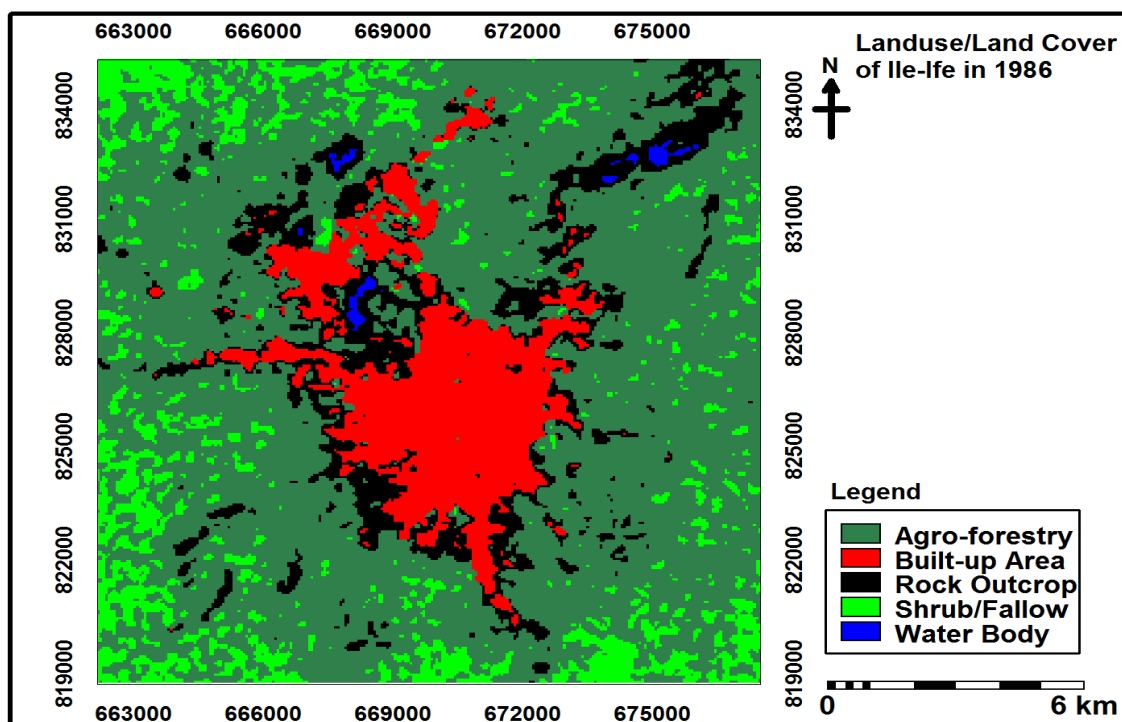 663000 666000 669000 672000 675000
Landuse/Land Cover
of Ile-Ife in 1986
N
834000
831000
828000
825000
822000
819000
834000
831000
828000
825000
822000
819000
Legend
Agro-forestry
Built-up Area
Rock Outcrop
Shrub/Fallow
Water Body
0 6 km
663000 666000 669000 672000 675000